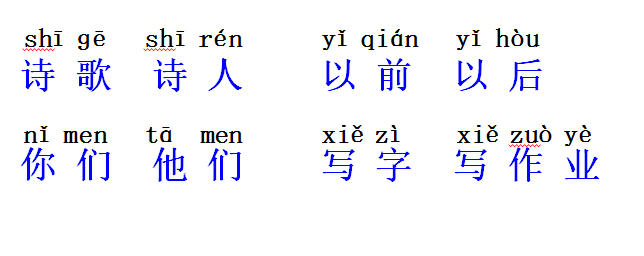 shī gē shī rén yǐ qián yǐ hòu
诗歌 诗人 以前 以后
nǐ men tā men xiě zì xiě zuò yè
你们 他们 写字 写作业